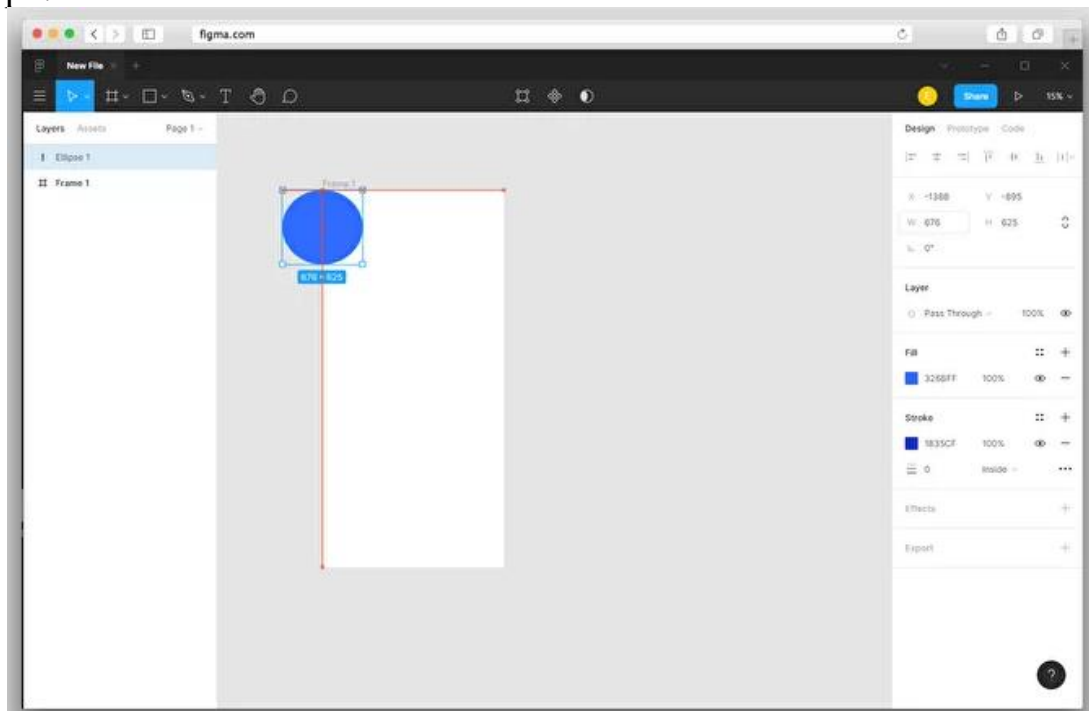 figma.com
New File
Share
15%
Layers Assets Page 1
Ellipse 1
Frame 1
Frame 1
676 × 625
Design Prototype Code
X -1388 Y -895
W 676 H 625
0°
Layer
Pass Through 100%
Fill
326BFF 100%
Stroke
1835CF 100%
0 Inside
Effects
Export
?